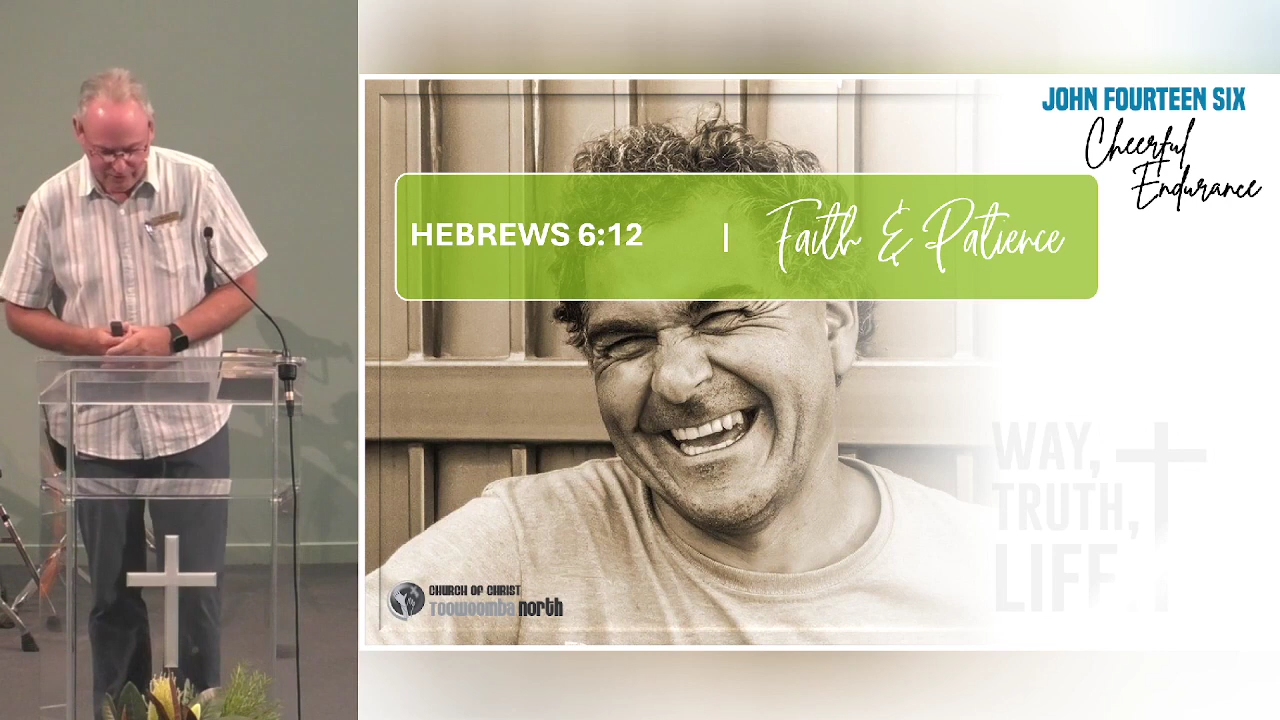 JOHN FOURTEEN SIX
Cheerful
Endurance
HEBREWS 6:12 | Faith & Patience
WAY,
TRUTH,
LIFE
CHURCH OF CHRIST
TOOWOOMBA NORTH